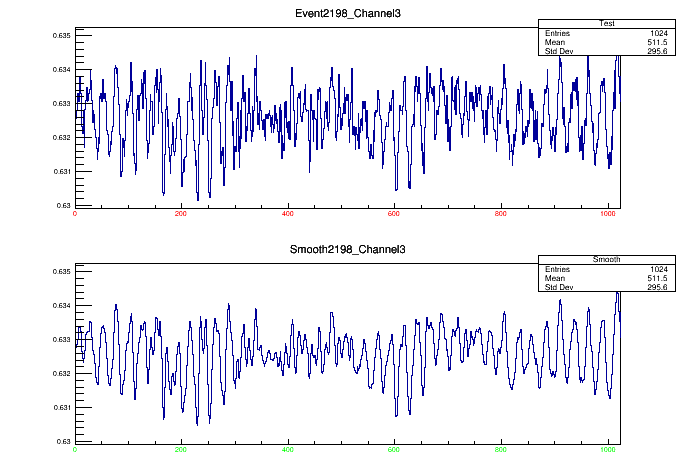 Event2198_Channel3
Test
Entries 1024
Mean 511.5
Std Dev 295.6
0.635
0.634
0.633
0.632
0.631
0.63
0 200 400 600 800 1000
Smooth2198_Channel3
Smooth
Entries 1024
Mean 511.5
Std Dev 295.6
0.635
0.634
0.633
0.632
0.631
0.63
0 200 400 600 800 1000